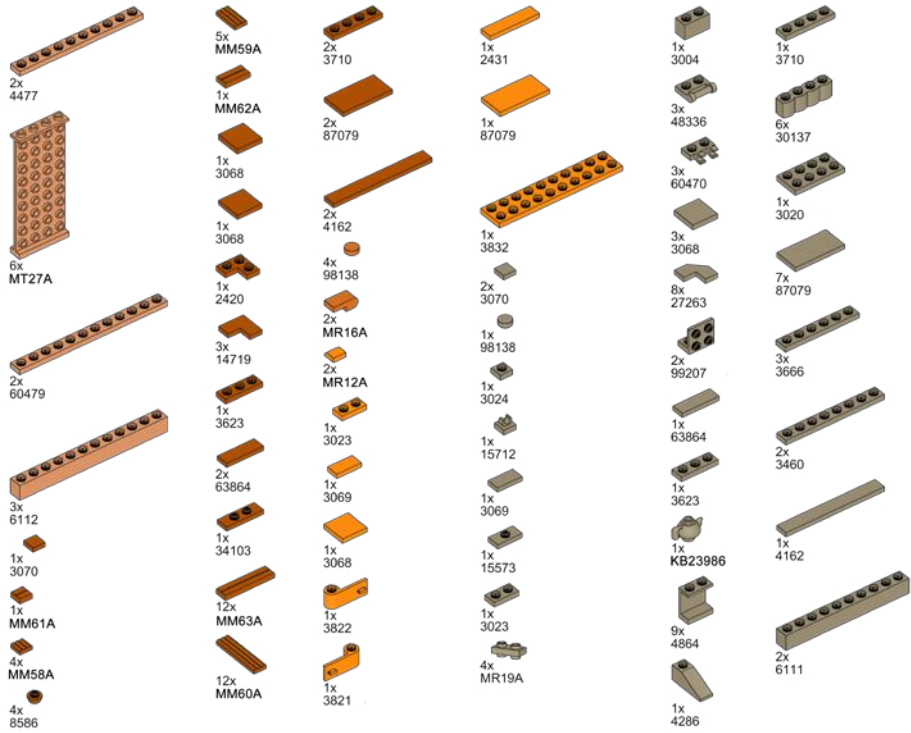 2x
4477
6x
MT27A
2x
60479
3x
6112
1x
3070
1x
MM61A
4x
MM58A
4x
8586
5x
MM59A
1x
MM62A
1x
3068
1x
3068
1x
2420
3x
14719
1x
3623
2x
63864
1x
34103
12x
MM63A
12x
MM60A
2x
3710
2x
87079
2x
4162
4x
98138
2x
MR16A
2x
MR12A
1x
3023
1x
3069
1x
3068
1x
3822
1x
3821
1x
2431
1x
87079
1x
3832
2x
3070
1x
98138
1x
3024
1x
15712
1x
3069
1x
15573
1x
3023
4x
MR19A
1x
3004
3x
48336
3x
60470
3x
3068
8x
27263
2x
99207
1x
63864
1x
3623
1x
KB23986
9x
4864
1x
4286
1x
3710
6x
30137
1x
3020
7x
87079
3x
3666
2x
3460
1x
4162
2x
6111